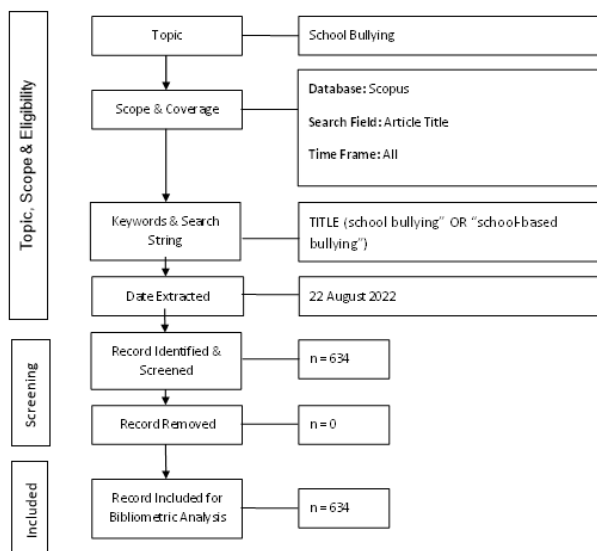 Topic, Scope & Eligibility
Topic
School Bullying
Scope & Coverage
Database: Scopus
Search Field: Article Title
Time Frame: All
Keywords & Search
String
TITLE (school bullying” OR “school-based
bullying”)
Date Extracted
22 August 2022
Screening
Record Identified &
Screened
n = 634
Record Removed
n = 0
Included
Record Included for
Bibliometric Analysis
n = 634